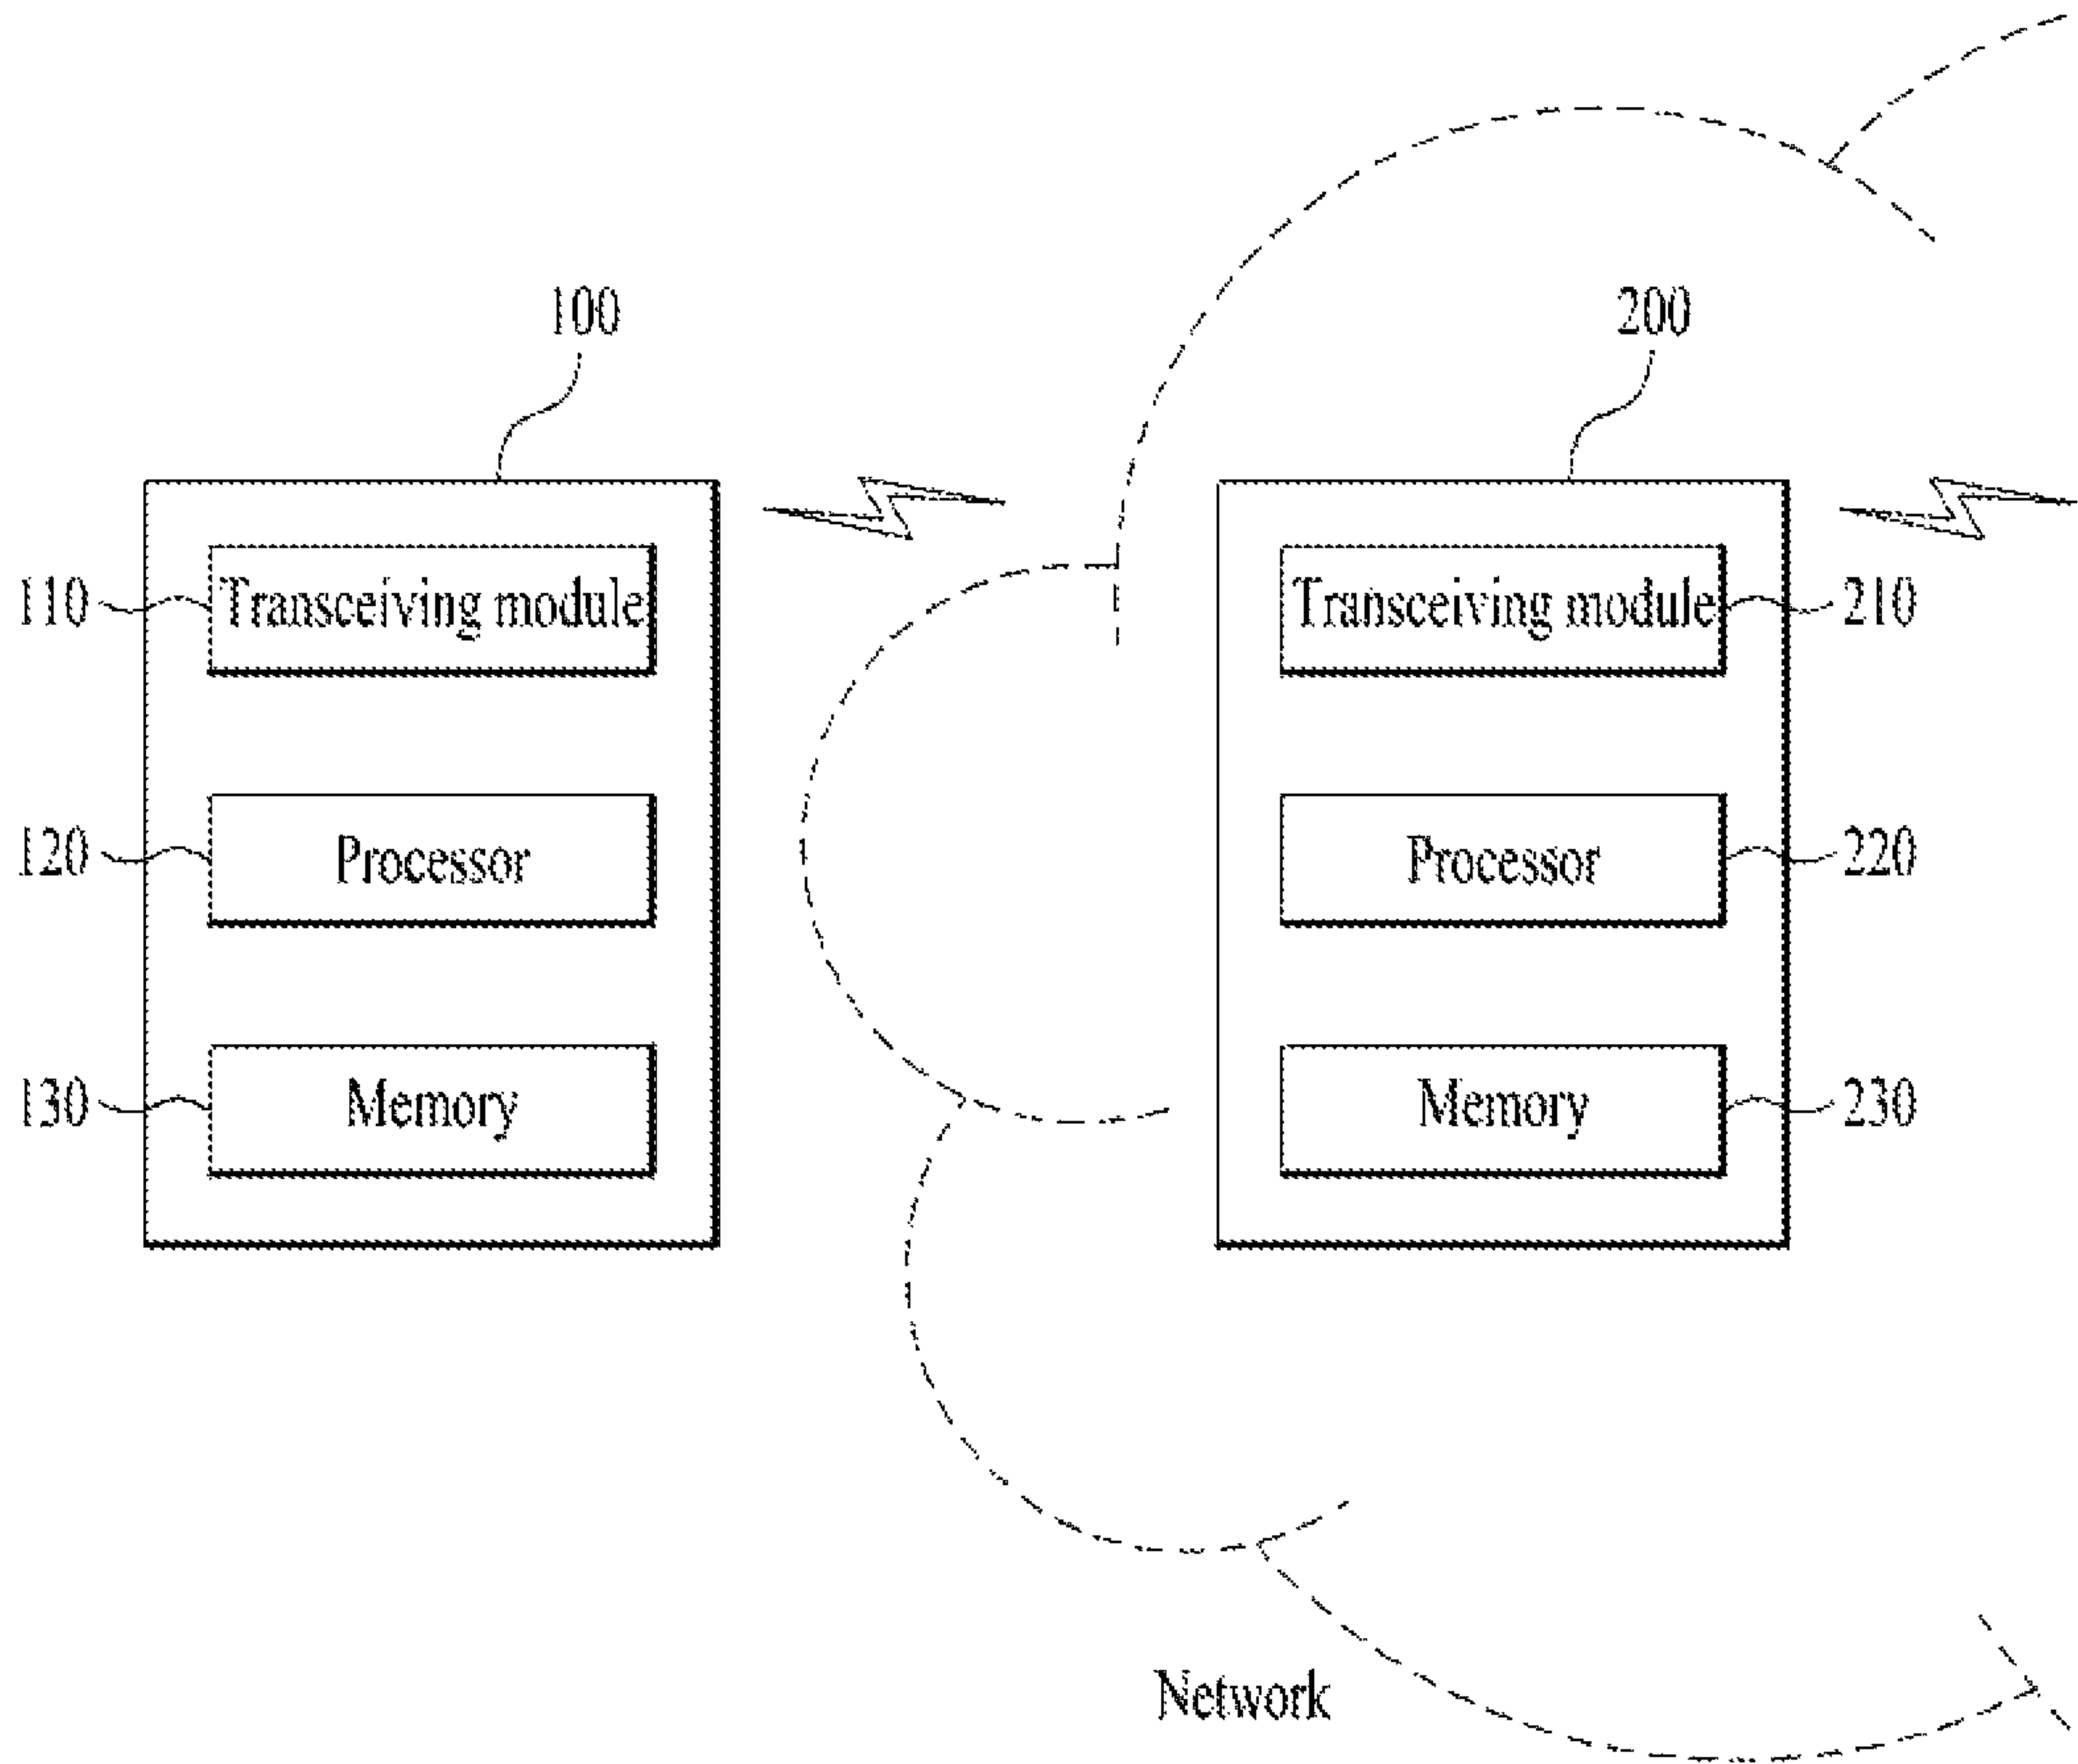 100
200
110
Transceiving module
Transceiving module
210
120
Processor
Processor
220
130
Memory
Memory
230
Network